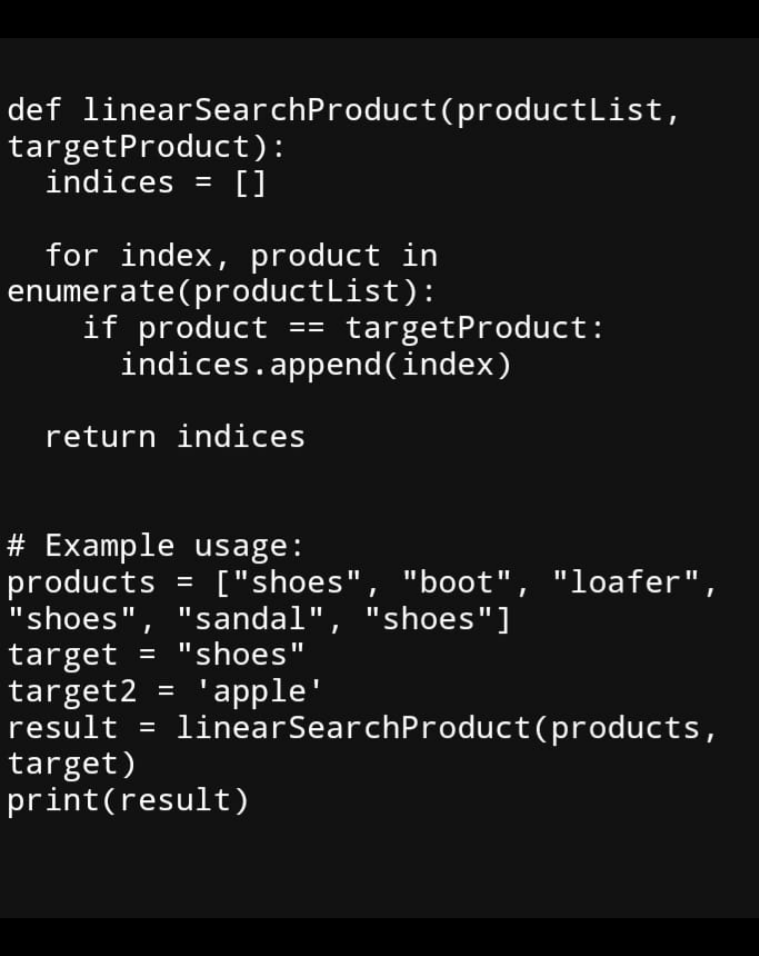 def linearSearchProduct(productList,
targetProduct):
  indices = []

  for index, product in
enumerate(productList):
    if product == targetProduct:
      indices.append(index)

  return indices


# Example usage:
products = ["shoes", "boot", "loafer",
"shoes", "sandal", "shoes"]
target = "shoes"
target2 = 'apple'
result = linearSearchProduct(products,
target)
print(result)